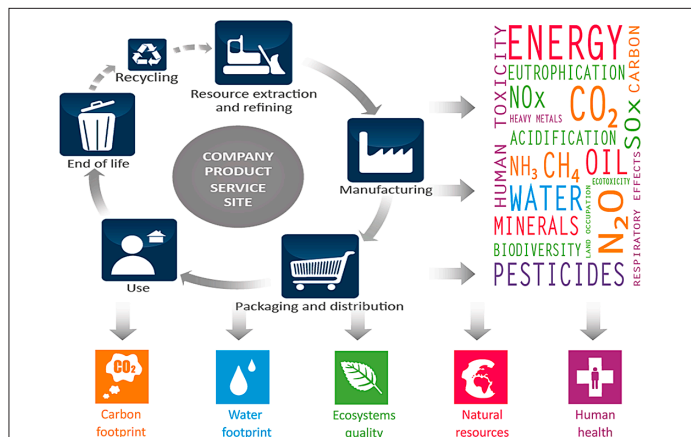 Recycling
Resource extraction
and refining
End of life
COMPANY
PRODUCT
SERVICE
SITE
Manufacturing
Use
Packaging and distribution
HUMAN TOXICITY
ENERGY
CARBON
EUTROPHICATION
NOx
HEAVY METALS
CO₂
SOx
ACIDIFICATION
NH₃
CH₄
OIL
ECOTOXICITY
WATER
LAND OCCUPATION
N₂O
RESPIRATORY EFFECTS
MINERALS
BIODIVERSITY
PESTICIDES
CO₂
Carbon
footprint
Water
footprint
Ecosystems
quality
Natural
resources
Human
health